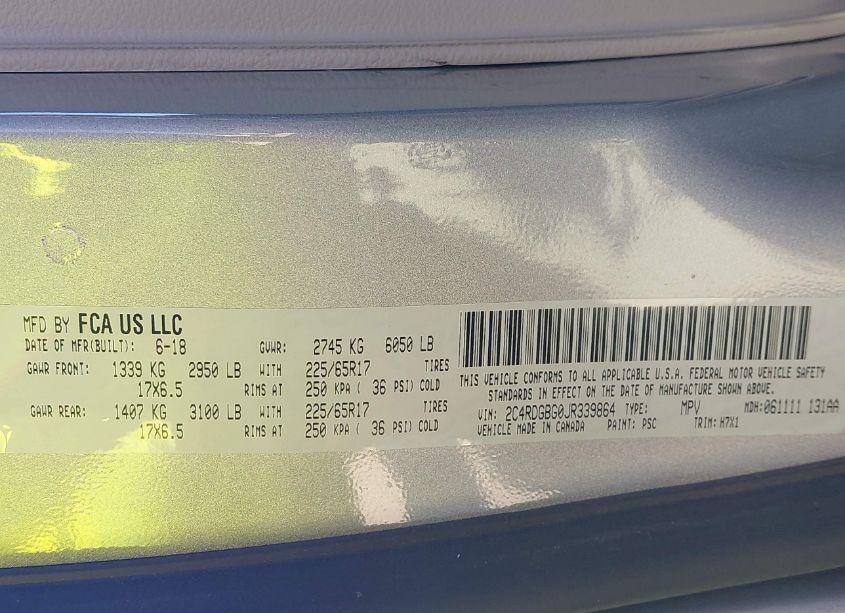 MFD BY FCA US LLC
DATE OF MFR(BUILT): 6-18 GVWR: 2745 KG 6050 LB
GAWR FRONT: 1339 KG 2950 LB WITH 225/65R17 TIRES
17X6.5 RIMS AT 250 KPA ( 36 PSI) COLD
GAWR REAR: 1407 KG 3100 LB WITH 225/65R17 TIRES
17X6.5 RIMS AT 250 KPA ( 36 PSI) COLD
THIS VEHICLE CONFORMS TO ALL APPLICABLE U.S.A. FEDERAL MOTOR VEHICLE SAFETY
STANDARDS IN EFFECT ON THE DATE OF MANUFACTURE SHOWN ABOVE.
VIN: 2C4RDGBG0JR339864 TYPE: MPV MDH:061111 131AA
VEHICLE MADE IN CANADA PAINT: PSC TRIM: H7X1